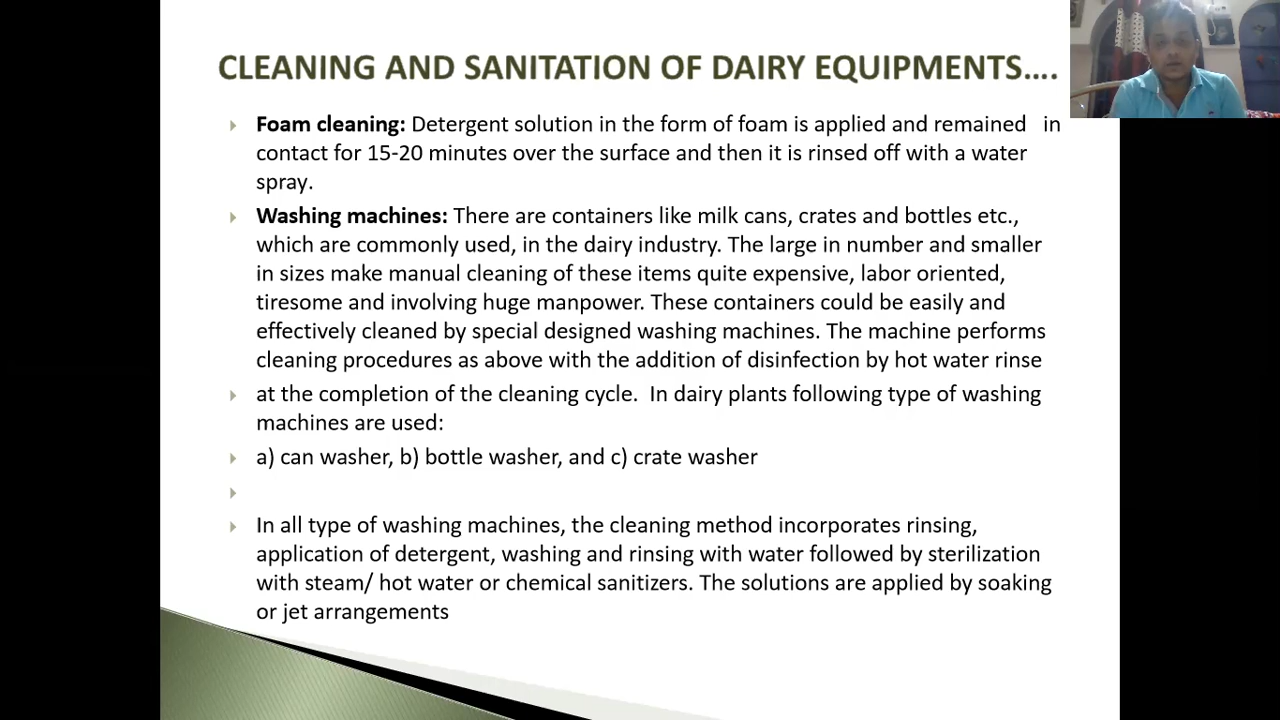 CLEANING AND SANITATION OF DAIRY EQUIPMENTS....
Foam cleaning: Detergent solution in the form of foam is applied and remained in
contact for 15-20 minutes over the surface and then it is rinsed off with a water
spray.
Washing machines: There are containers like milk cans, crates and bottles etc.,
which are commonly used, in the dairy industry. The large in number and smaller
in sizes make manual cleaning of these items quite expensive, labor oriented,
tiresome and involving huge manpower. These containers could be easily and
effectively cleaned by special designed washing machines. The machine performs
cleaning procedures as above with the addition of disinfection by hot water rinse
at the completion of the cleaning cycle. In dairy plants following type of washing
machines are used:
a) can washer, b) bottle washer, and c) crate washer
In all type of washing machines, the cleaning method incorporates rinsing,
application of detergent, washing and rinsing with water followed by sterilization
with steam/ hot water or chemical sanitizers. The solutions are applied by soaking
or jet arrangements